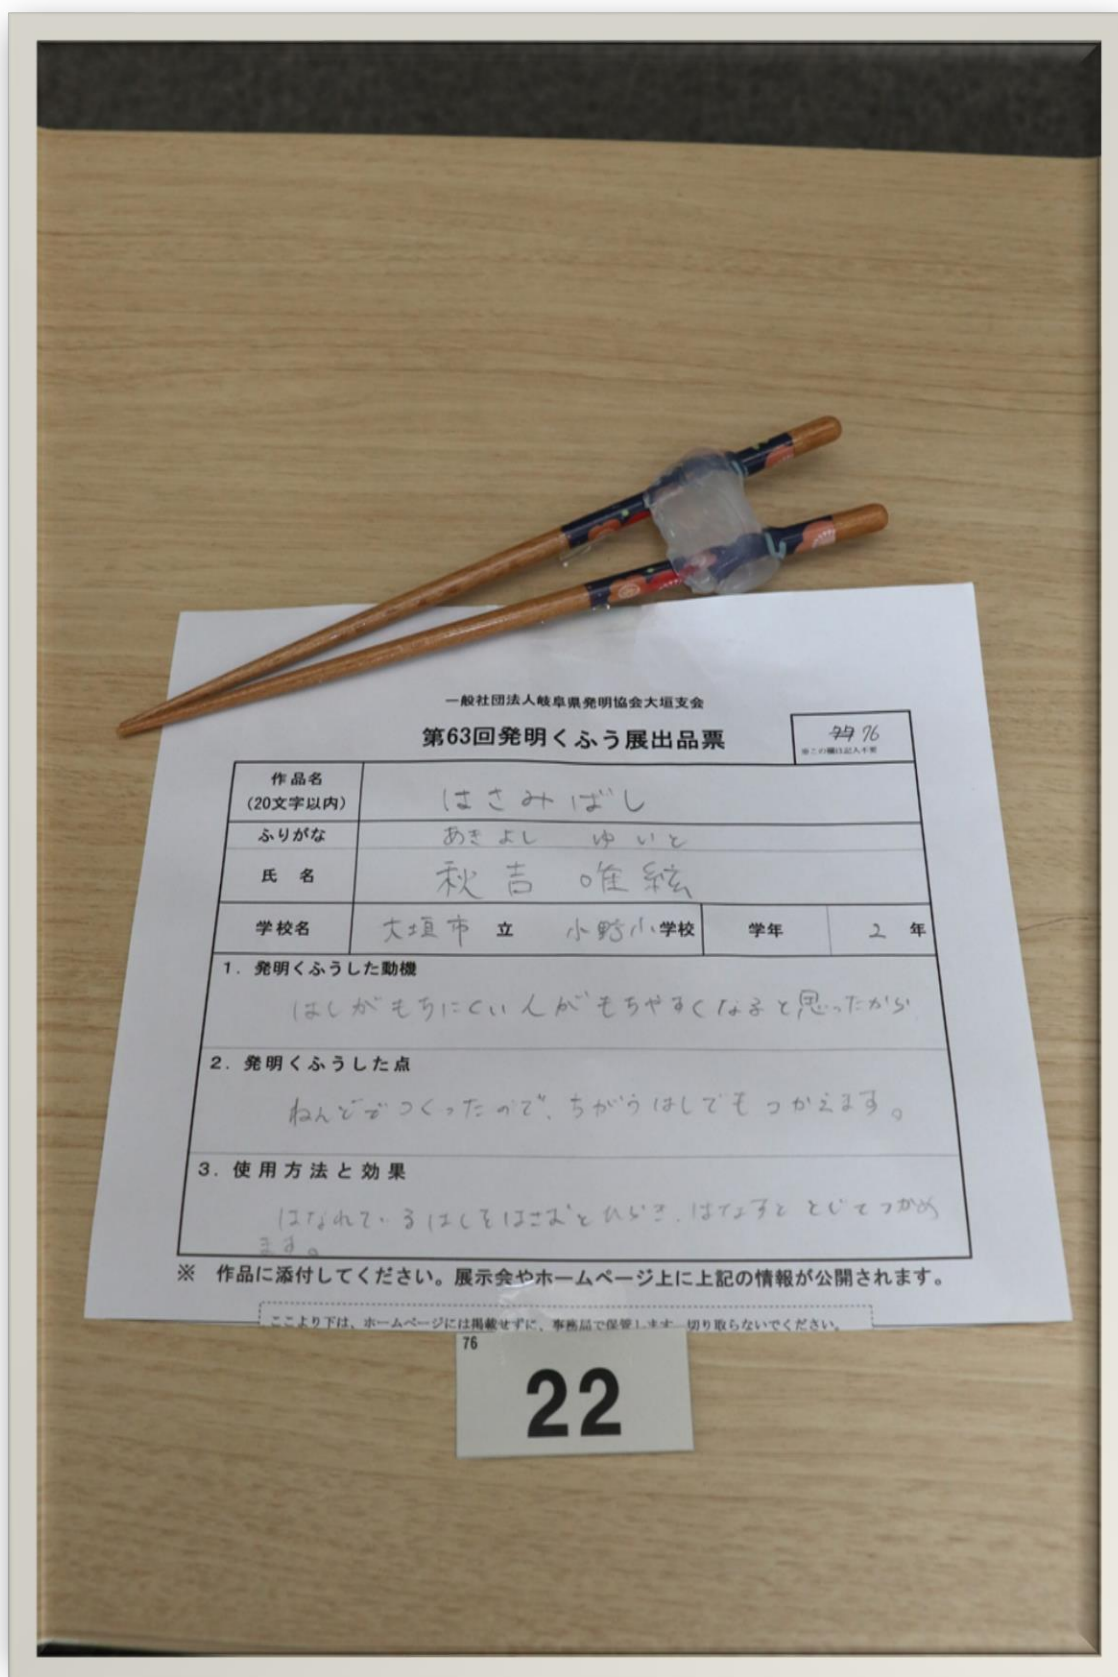 一般社団法人岐阜県発明協会大垣支会
第63回発明くふう展出品票
76
※この欄は記入不要
作品名
(20文字以内)
はさみばし
ふりがな
あきよし ゆいと
氏 名
秋吉 唯絃
学校名
大垣市 立 小野小学校
学年
2 年
1. 発明くふうした動機
はしがもちにくい人がもちやすくなると思ったから
2. 発明くふうした点
ねんどでつくったので、ちがうはしでもつかえます。
3. 使用方法と効果
はなれているはしをはさむとひらき、はなすととじてつかめ
ます。
※ 作品に添付してください。展示会やホームページ上に上記の情報が公開されます。
ここより下は、ホームページには掲載せずに、事務局で保管します。切り取らないでください。
76
22